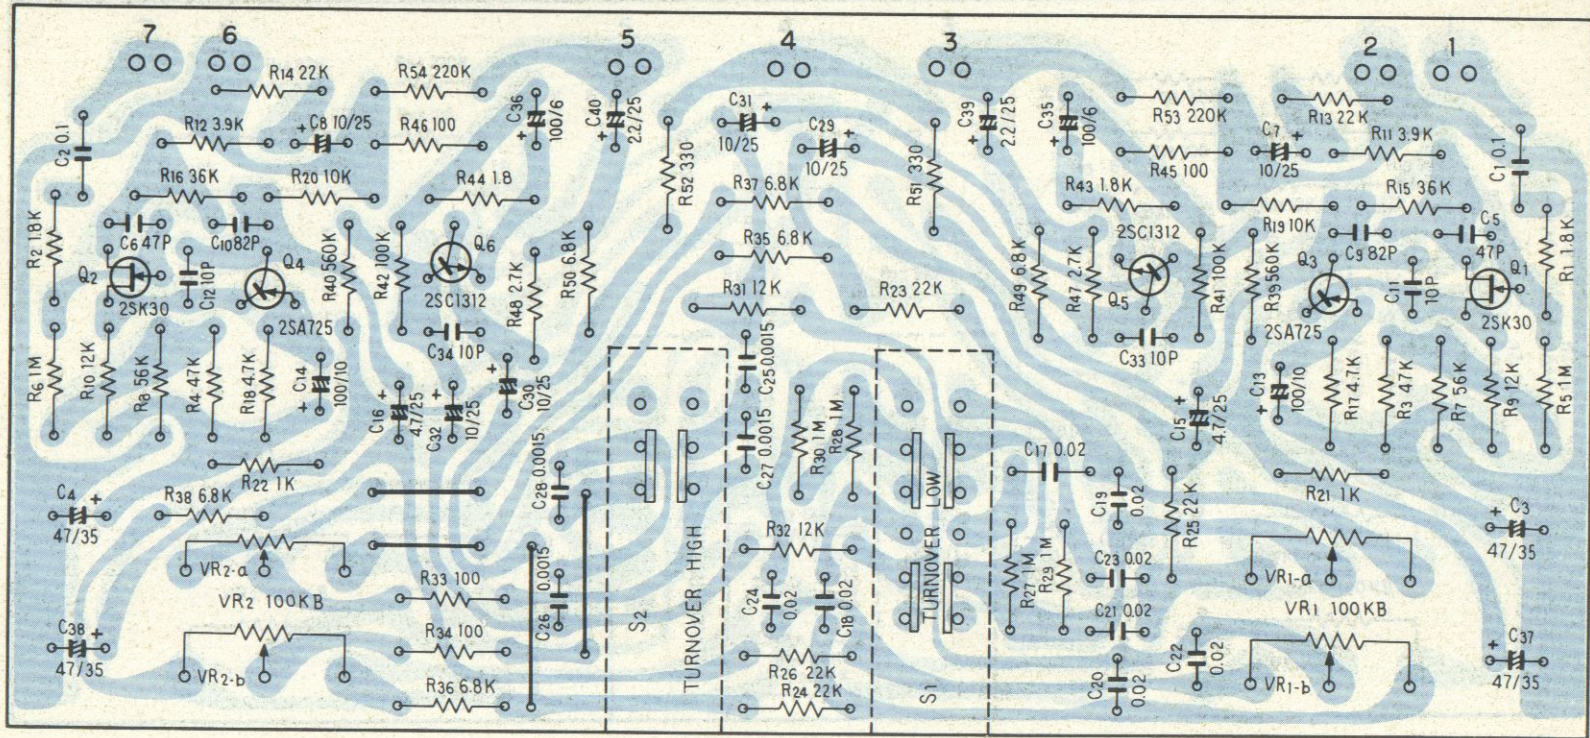 7 6 5 4 3 2 1
R14 22K
R54 220K
C36 100/6
C40 2.2/25
C31 10/25
C39 2.2/25
C35 100/6
R53 220K
R13 22K
C2 0.1
R12 3.9K
C8 10/25
R46 100
R52 330
C29 10/25
R51 330
R45 100
C7 10/25
R11 3.9K
C1 0.1
R16 36K
R20 10K
R44 1.8
R37 6.8K
R43 1.8K
R19 10K
R15 36K
R2 1.8K
C6 47P
C10 82P
R35 6.8K
2SC1312
C9 82P
C5 47P
R1 1.8K
Q2
2SK30
C12 10P
Q4
2SA725
R40 560K
R42 100K
Q6
2SC1312
R48 2.7K
R50 6.8K
R31 12K
R23 22K
R49 6.8K
R47 2.7K
Q5
R41 100K
R39 560K
Q3
2SA725
C11 10P
Q1
2SK30
C34 10P
C33 10P
R6 1M
R10 12K
R8 56K
R4 47K
R18 4.7K
C14 100/10
C16 4.7/25
C32 10/25
C30 10/25
C25 0.0015
C27 0.0015
R30 1M
R28 1M
C15 4.7/25
C13 100/10
R17 4.7K
R3 47K
R7 56K
R9 12K
R5 1M
R22 1K
C28 0.0015
C17 0.02
C19 0.02
R21 1K
C4 47/35
R38 6.8K
R32 12K
R25 22K
C3 47/35
VR2-a
VR2 100KB
R33 100
C26 0.0015
S2
TURNOVER HIGH
C24 0.02
C18 0.02
TURNOVER LOW
S1
R27 1M
R29 1M
C23 0.02
C21 0.02
VR1-a
VR1 100KB
C38 47/35
VR2-b
R34 100
R26 22K
C22 0.02
C37 47/35
R36 6.8K
R24 22K
C20 0.02
VR1-b